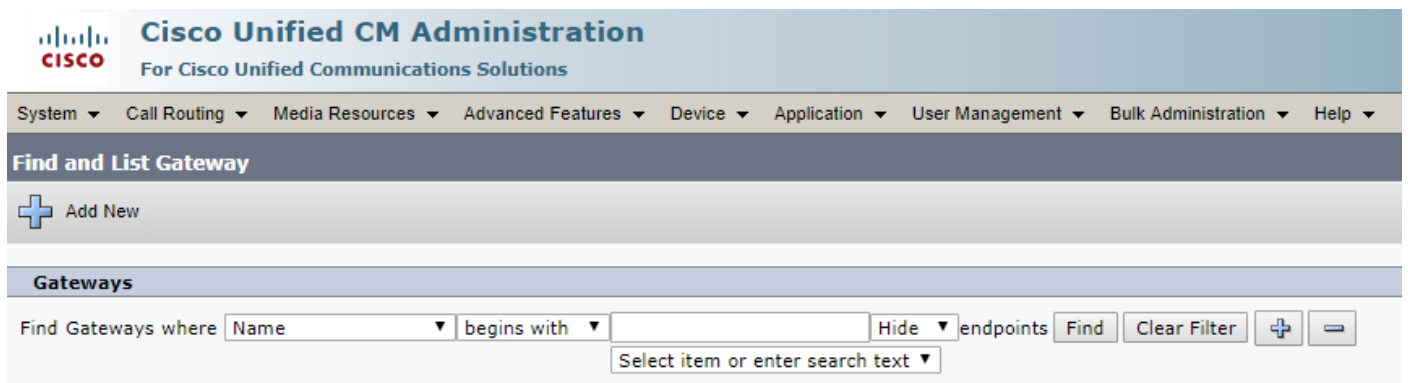 CISCO
Cisco Unified CM Administration
For Cisco Unified Communications Solutions
System Call Routing Media Resources Advanced Features Device Application User Management Bulk Administration Help
Find and List Gateway
Add New
Gateways
Find Gateways where Name begins with Hide endpoints Find Clear Filter
Select item or enter search text